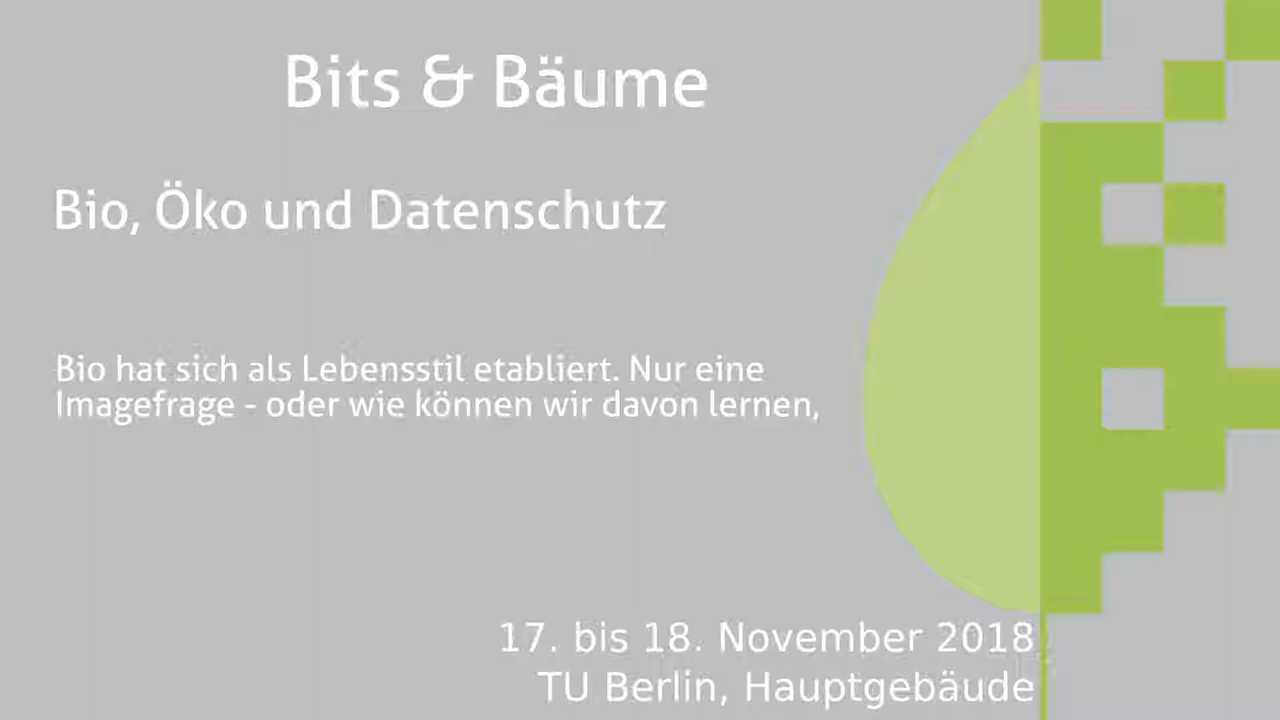 Bits & Bäume
Bio, Öko und Datenschutz
Bio hat sich als Lebensstil etabliert. Nur eine
Imagefrage - oder wie können wir davon lernen,
17. bis 18. November 2018
TU Berlin, Hauptgebäude